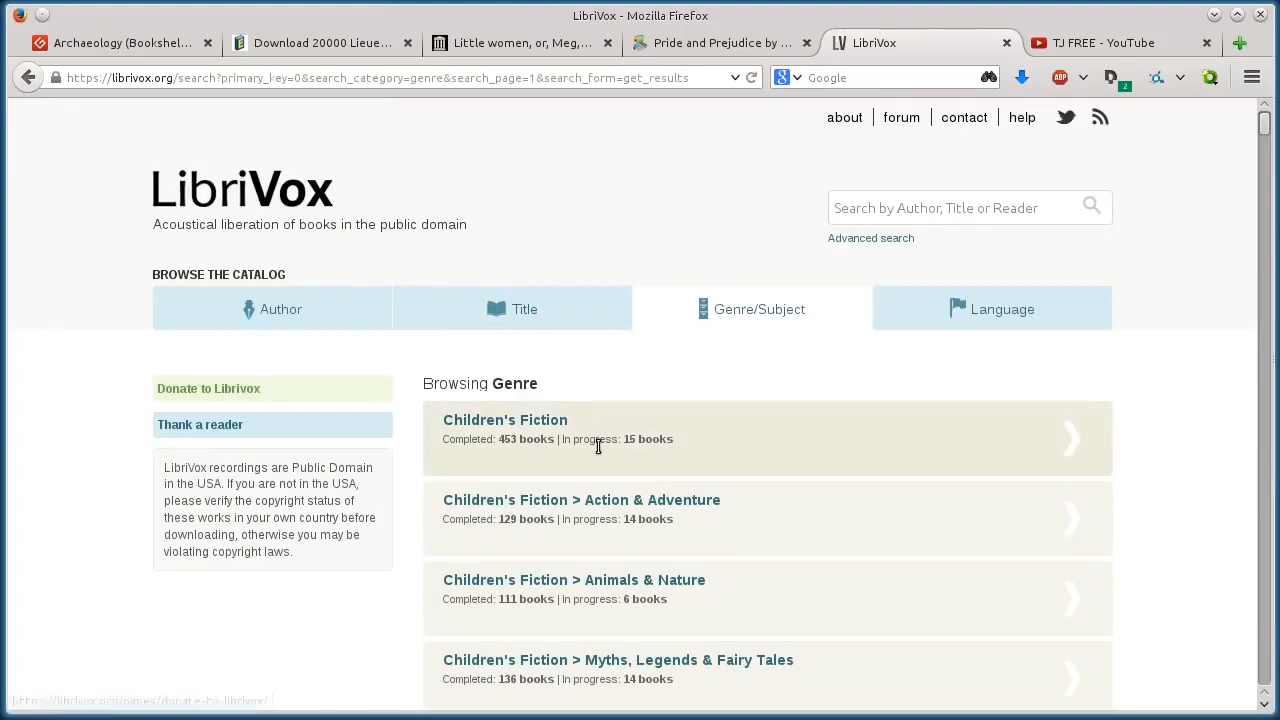 LibriVox - Mozilla Firefox
Archaeology (Bookshel...
Download 20000 Lieue...
Little women, or, Meg,...
Pride and Prejudice by ...
LV LibriVox
TJ FREE - YouTube
https://librivox.org/search?primary_key=0&search_category=genre&search_page=1&search_form=get_results
Google
ABP
2
about
forum
contact
help
LibriVox
Acoustical liberation of books in the public domain
Search by Author, Title or Reader
Advanced search
BROWSE THE CATALOG
Author
Title
Genre/Subject
Language
Donate to Librivox
Thank a reader
LibriVox recordings are Public Domain
in the USA. If you are not in the USA,
please verify the copyright status of
these works in your own country before
downloading, otherwise you may be
violating copyright laws.
Browsing Genre
Children's Fiction
Completed: 453 books | In progress: 15 books
Children's Fiction > Action & Adventure
Completed: 129 books | In progress: 14 books
Children's Fiction > Animals & Nature
Completed: 111 books | In progress: 6 books
Children's Fiction > Myths, Legends & Fairy Tales
Completed: 136 books | In progress: 14 books